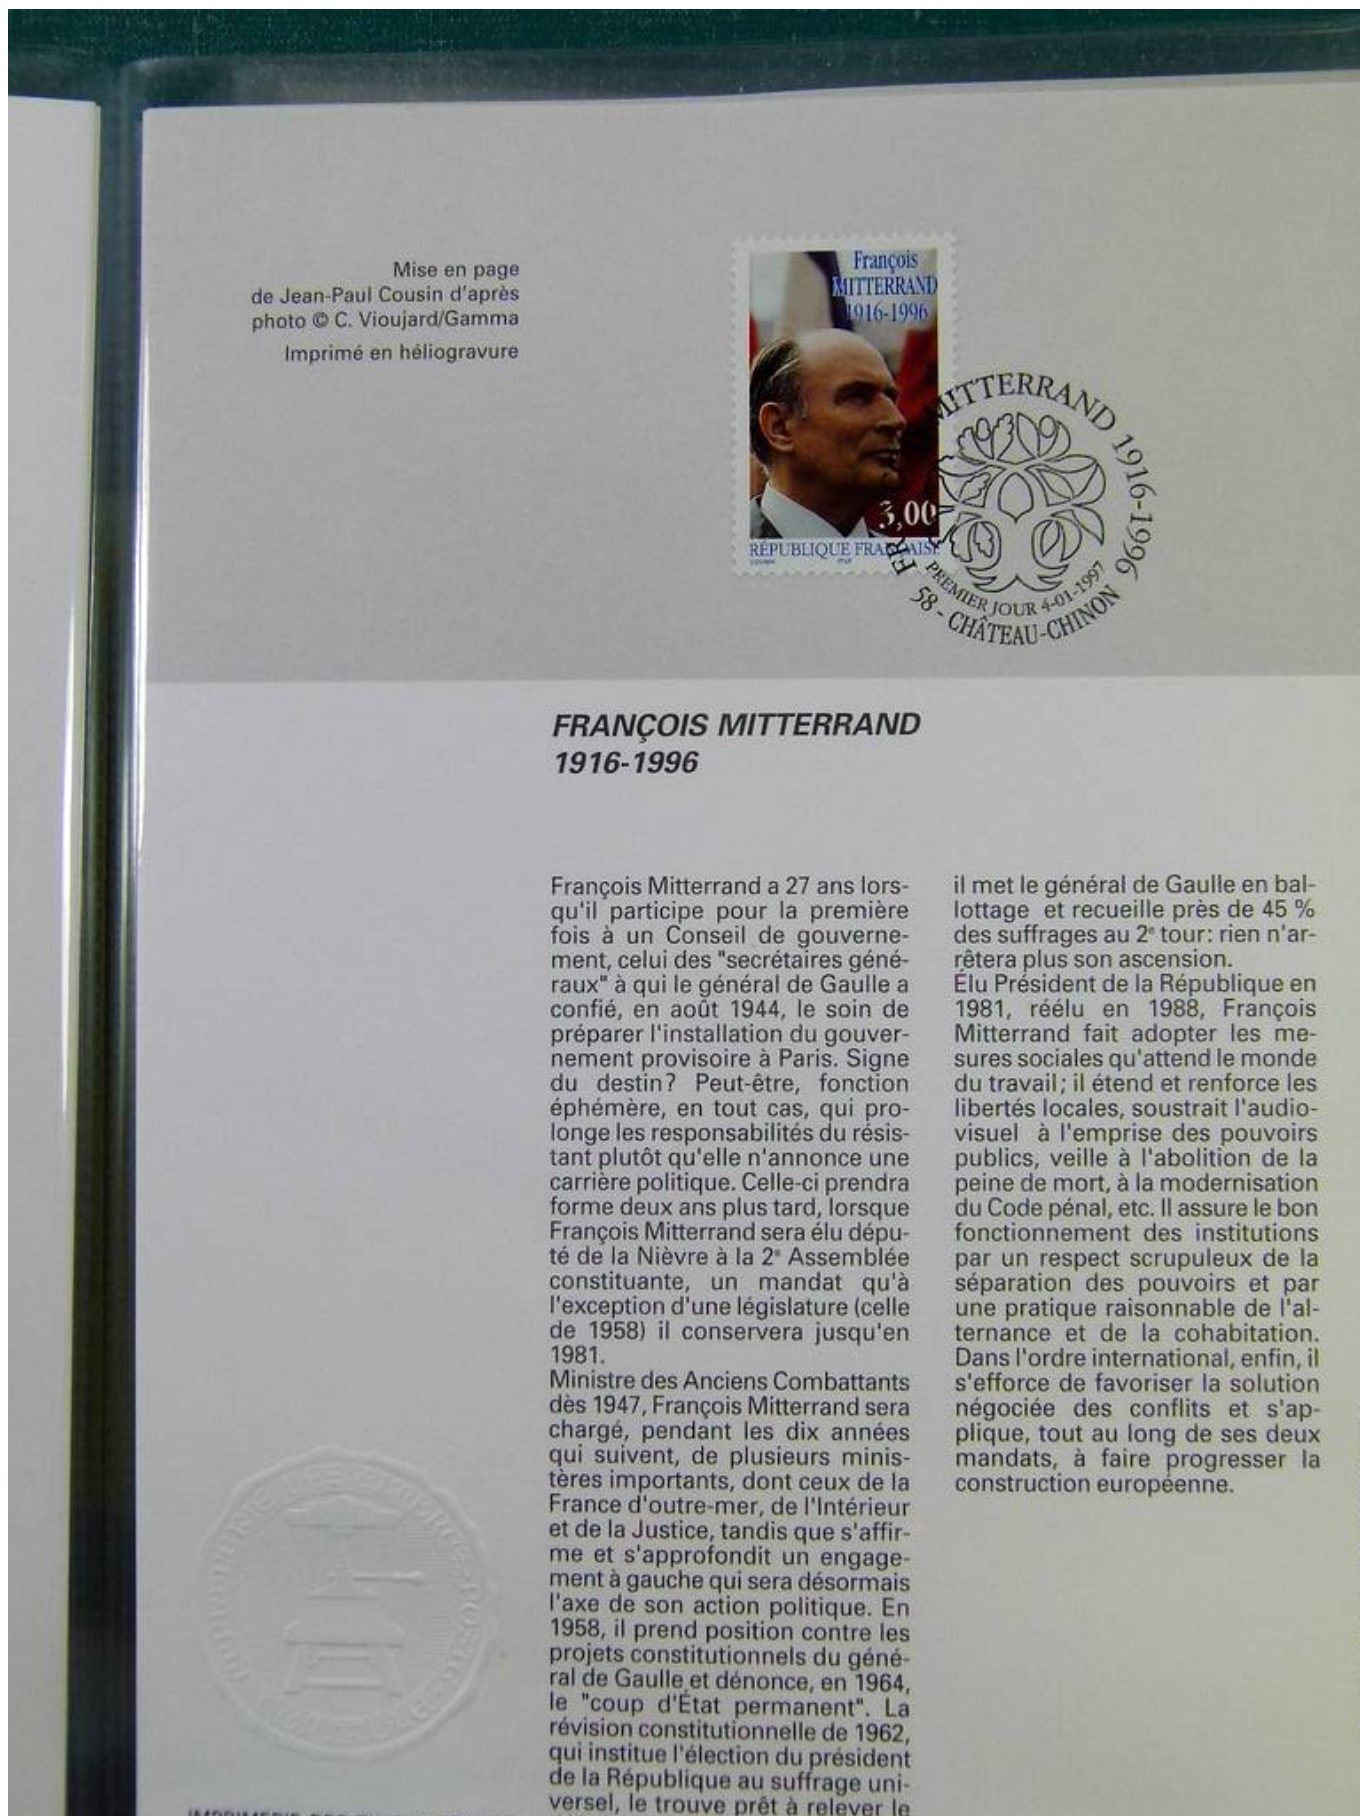 Mise en page
de Jean-Paul Cousin d'après
photo © C. Vioujard/Gamma
Imprimé en héliogravure
François
MITTERRAND
1916-1996
3,00
RÉPUBLIQUE FRANÇAISE
MITTERRAND 1916-1996
PREMIER JOUR 4-01-1997
58 - CHÂTEAU-CHINON
FRANÇOIS MITTERRAND
1916-1996
François Mitterrand a 27 ans lors-
qu'il participe pour la première
fois à un Conseil de gouverne-
ment, celui des "secrétaires géné-
raux" à qui le général de Gaulle a
confié, en août 1944, le soin de
préparer l'installation du gouver-
nement provisoire à Paris. Signe
du destin? Peut-être, fonction
éphémère, en tout cas, qui pro-
longe les responsabilités du résis-
tant plutôt qu'elle n'annonce une
carrière politique. Celle-ci prendra
forme deux ans plus tard, lorsque
François Mitterrand sera élu dépu-
té de la Nièvre à la 2e Assemblée
constituante, un mandat qu'à
l'exception d'une législature (celle
de 1958) il conservera jusqu'en
1981.
Ministre des Anciens Combattants
dès 1947, François Mitterrand sera
chargé, pendant les dix années
qui suivent, de plusieurs minis-
tères importants, dont ceux de la
France d'outre-mer, de l'Intérieur
et de la Justice, tandis que s'affir-
me et s'approfondit un engage-
ment à gauche qui sera désormais
l'axe de son action politique. En
1958, il prend position contre les
projets constitutionnels du géné-
ral de Gaulle et dénonce, en 1964,
le "coup d'État permanent". La
révision constitutionnelle de 1962,
qui institue l'élection du président
de la République au suffrage uni-
versel, le trouve prêt à relever le
il met le général de Gaulle en bal-
lottage et recueille près de 45 %
des suffrages au 2e tour: rien n'ar-
rêtera plus son ascension.
Élu Président de la République en
1981, réélu en 1988, François
Mitterrand fait adopter les me-
sures sociales qu'attend le monde
du travail; il étend et renforce les
libertés locales, soustrait l'audio-
visuel à l'emprise des pouvoirs
publics, veille à l'abolition de la
peine de mort, à la modernisation
du Code pénal, etc. Il assure le bon
fonctionnement des institutions
par un respect scrupuleux de la
séparation des pouvoirs et par
une pratique raisonnable de l'al-
ternance et de la cohabitation.
Dans l'ordre international, enfin, il
s'efforce de favoriser la solution
négociée des conflits et s'ap-
plique, tout au long de ses deux
mandats, à faire progresser la
construction européenne.